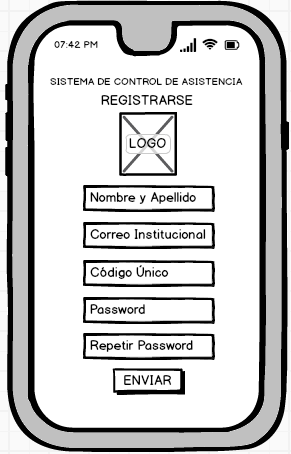 07:42 PM
SISTEMA DE CONTROL DE ASISTENCIA
REGISTRARSE
LOGO
Nombre y Apellido
Correo Institucional
Código Único
Password
Repetir Password
ENVIAR